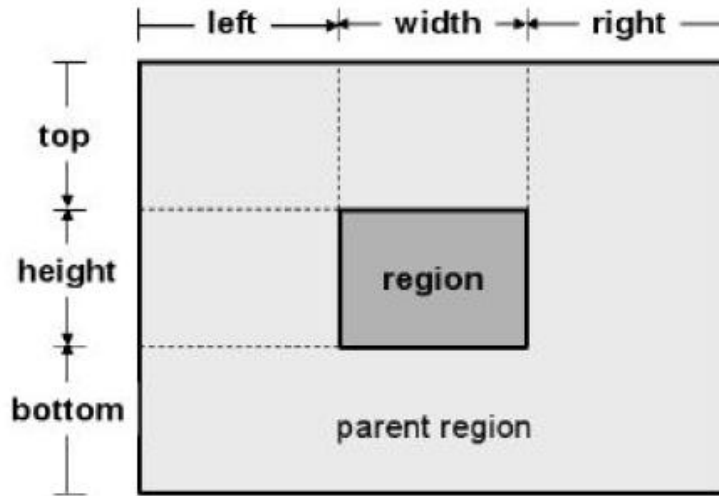 left width right
top
height
region
bottom
parent region